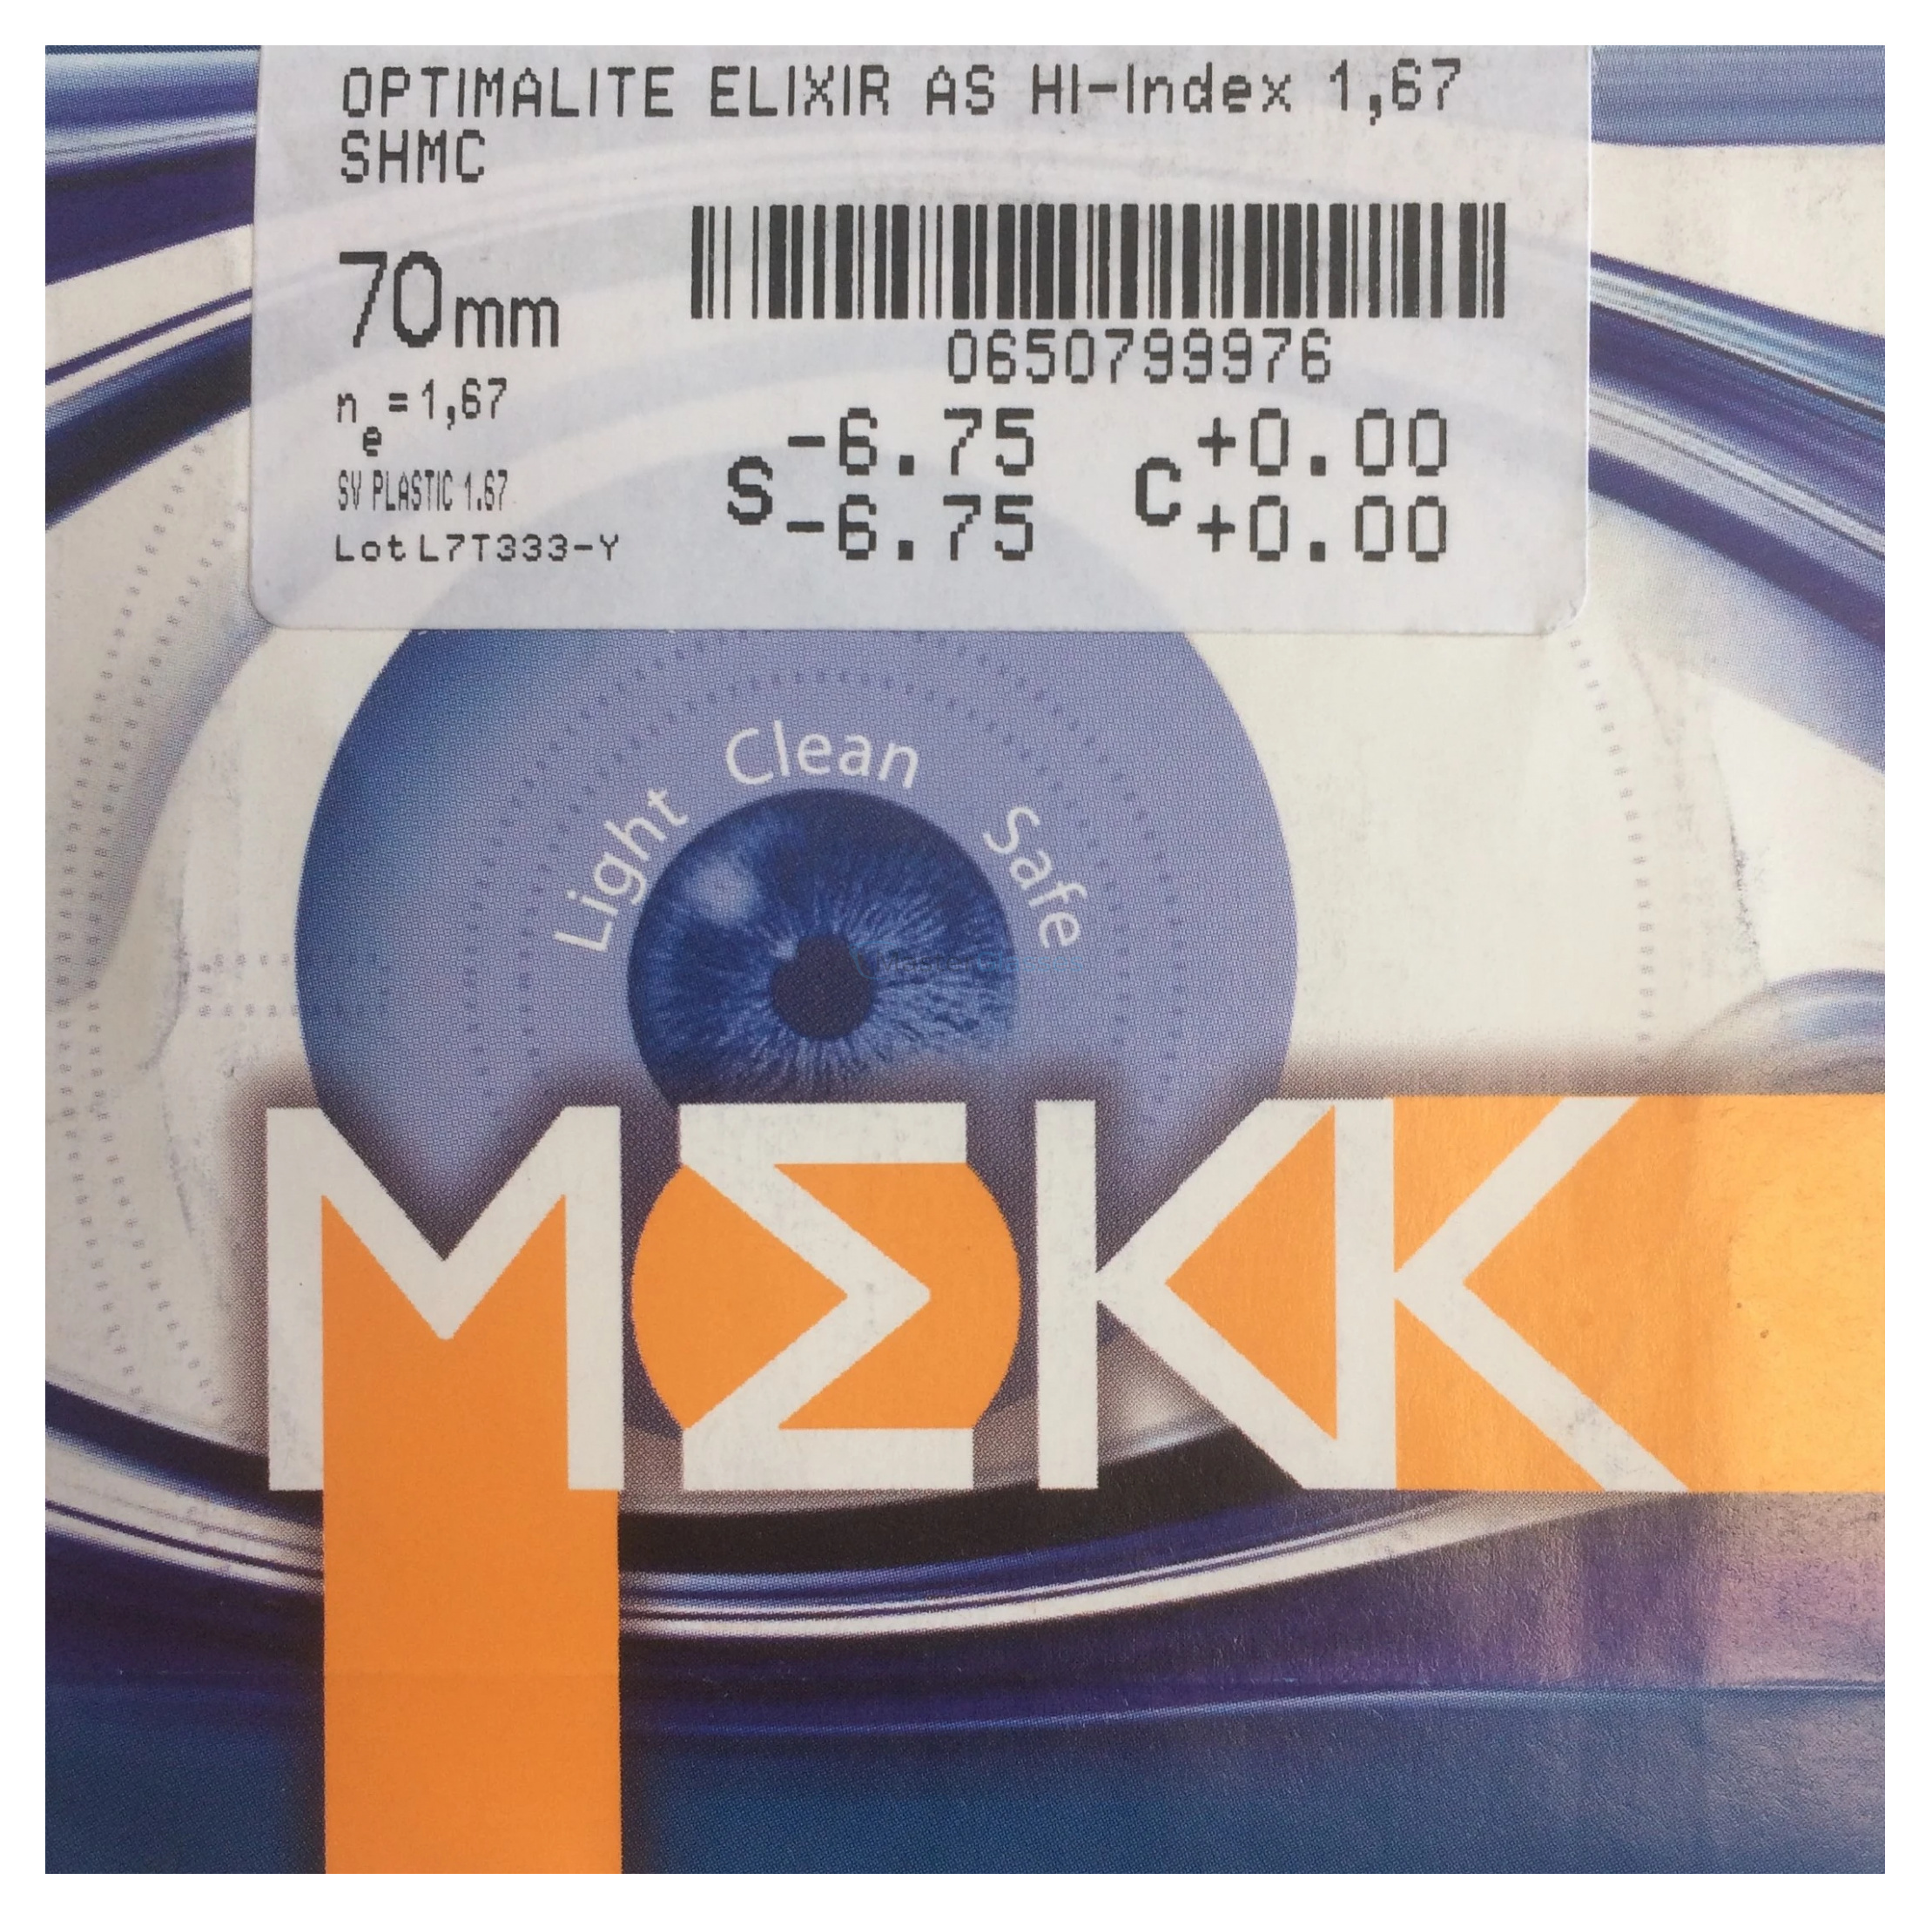 OPTIMALITE ELIXIR AS HI-Index 1,67
SHMC
70mm
0650799976
ne =1,67
SV PLASTIC 1.67
Lot L7T333-Y
S -6.75 C +0.00
-6.75 +0.00
Light Clean Safe
MΣKK